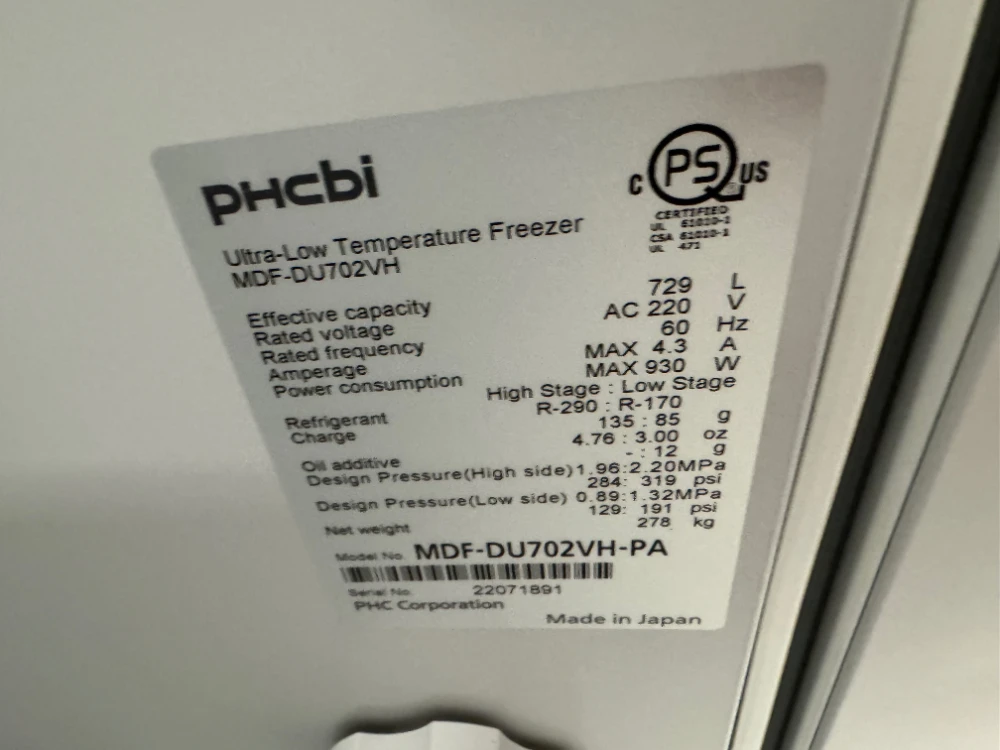 PHCbi
C PS US
CERTIFIED
UL 61010-1
CSA 61010-1
UL 471
Ultra-Low Temperature Freezer
MDF-DU702VH
Effective capacity 729 L
Rated voltage AC 220 V
Rated frequency 60 Hz
Amperage MAX 4.3 A
Power consumption MAX 930 W
High Stage : Low Stage
Refrigerant R-290 : R-170
Charge 135 : 85 g
4.76 : 3.00 oz
Oil additive - : 12 g
Design Pressure(High side) 1.96:2.20MPa
284: 319 psi
Design Pressure(Low side) 0.89:1.32MPa
129: 191 psi
Net weight 278 kg
Model No. MDF-DU702VH-PA
Serial No. 22071891
PHC Corporation
Made in Japan